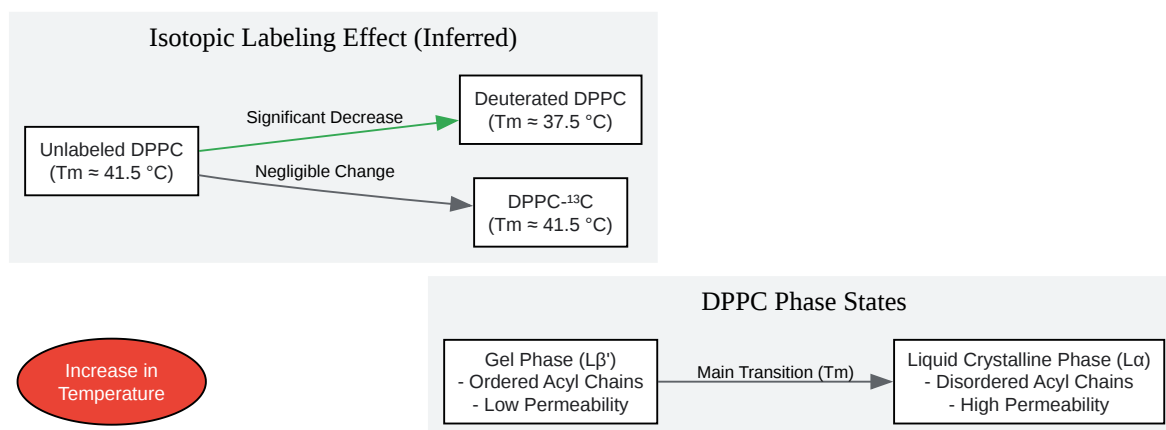 Isotopic Labeling Effect (Inferred)
Unlabeled DPPC
(Tm ≈ 41.5 °C)
Significant Decrease
Negligible Change
Deuterated DPPC
(Tm ≈ 37.5 °C)
DPPC-¹³C
(Tm ≈ 41.5 °C)
DPPC Phase States
Increase in
Temperature
Gel Phase (Lβ')
- Ordered Acyl Chains
- Low Permeability
Main Transition (Tm)
Liquid Crystalline Phase (Lα)
- Disordered Acyl Chains
- High Permeability